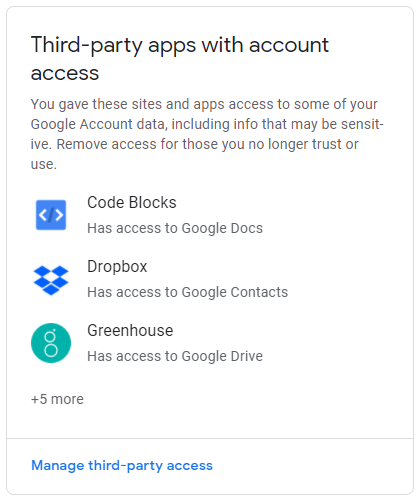 Third-party apps with account
access
You gave these sites and apps access to some of your
Google Account data, including info that may be sensit-
ive. Remove access for those you no longer trust or
use.
Code Blocks
Has access to Google Docs
Dropbox
Has access to Google Contacts
Greenhouse
Has access to Google Drive
+5 more
Manage third-party access